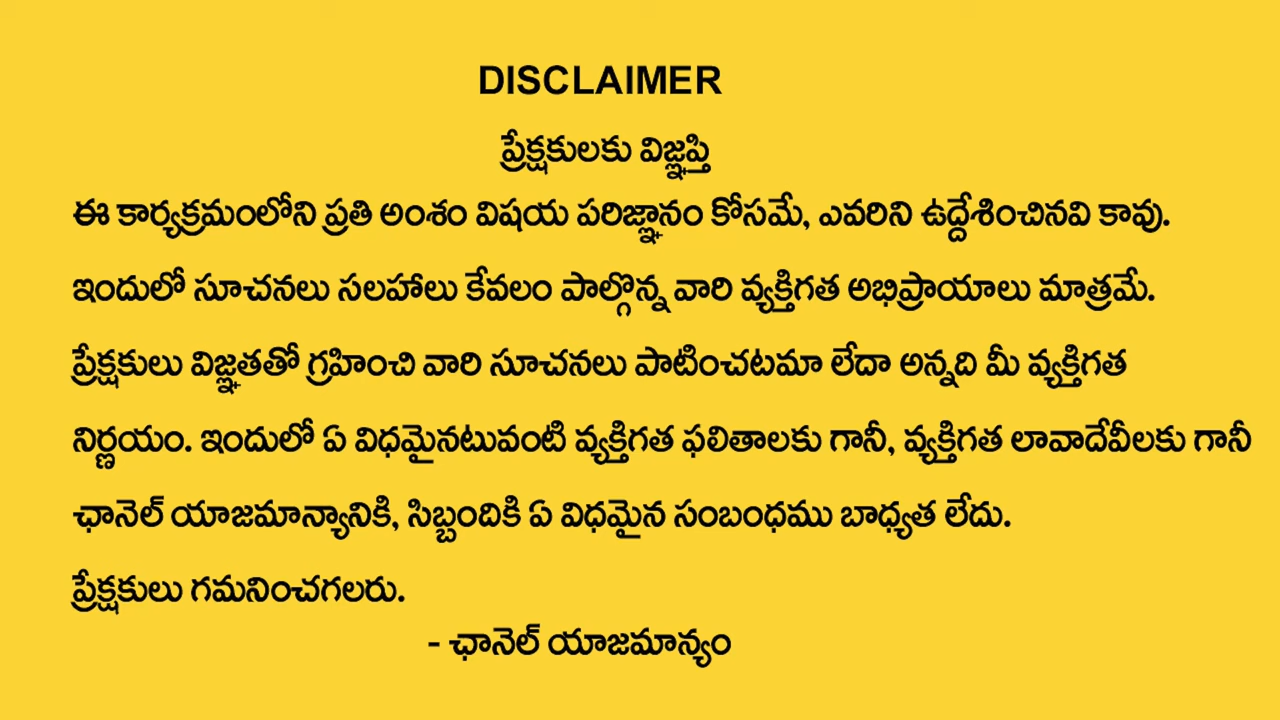 DISCLAIMER
ప్రేక్షకులకు విజ్ఞప్తి
ఈ కార్యక్రమంలోని ప్రతి అంశం విషయ పరిజ్ఞానం కోసమే, ఎవరిని ఉద్దేశించినవి కావు.
ఇందులో సూచనలు సలహాలు కేవలం పాల్గొన్న వారి వ్యక్తిగత అభిప్రాయాలు మాత్రమే.
ప్రేక్షకులు విజ్ఞతతో గ్రహించి వారి సూచనలు పాటించటమా లేదా అన్నది మీ వ్యక్తిగత
నిర్ణయం. ఇందులో ఏ విధమైనటువంటి వ్యక్తిగత ఫలితాలకు గానీ, వ్యక్తిగత లావాదేవీలకు గానీ
ఛానెల్ యాజమాన్యానికి, సిబ్బందికి ఏ విధమైన సంబంధము బాధ్యత లేదు.
ప్రేక్షకులు గమనించగలరు.
- ఛానెల్ యాజమాన్యం